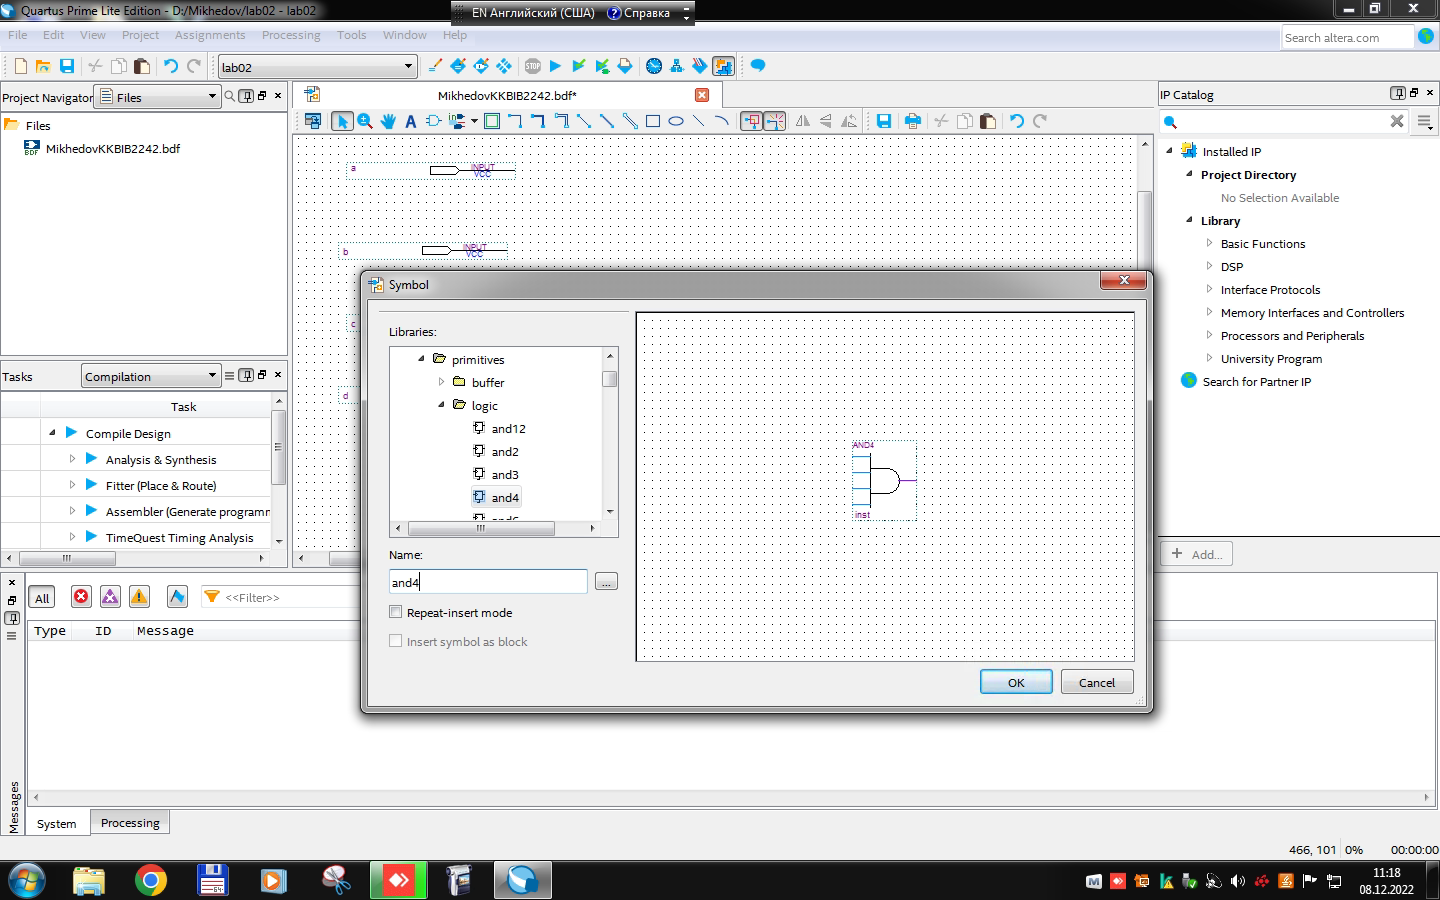 Quartus Prime Lite Edition - D:/Mikhedov/lab02 - lab02
EN Английский (США) Справка
File Edit View Project Assignments Processing Tools Window Help
Search altera.com
lab02
Project Navigator Files
MikhedovKKBIB2242.bdf*
IP Catalog
Files
MikhedovKKBIB2242.bdf
a INPUT VCC
b INPUT VCC
c
d
Installed IP
Project Directory
No Selection Available
Library
Basic Functions
DSP
Interface Protocols
Memory Interfaces and Controllers
Processors and Peripherals
University Program
Search for Partner IP
Add...
Tasks Compilation
Task
Compile Design
Analysis & Synthesis
Fitter (Place & Route)
Assembler (Generate programm
TimeQuest Timing Analysis
Symbol
Libraries:
primitives
buffer
logic
and12
and2
and3
and4
Name:
and4
...
Repeat-insert mode
Insert symbol as block
AND4
inst
OK Cancel
All <<Filter>>
Type ID Message
Messages
System Processing
466, 101 0% 00:00:00
11:18
08.12.2022